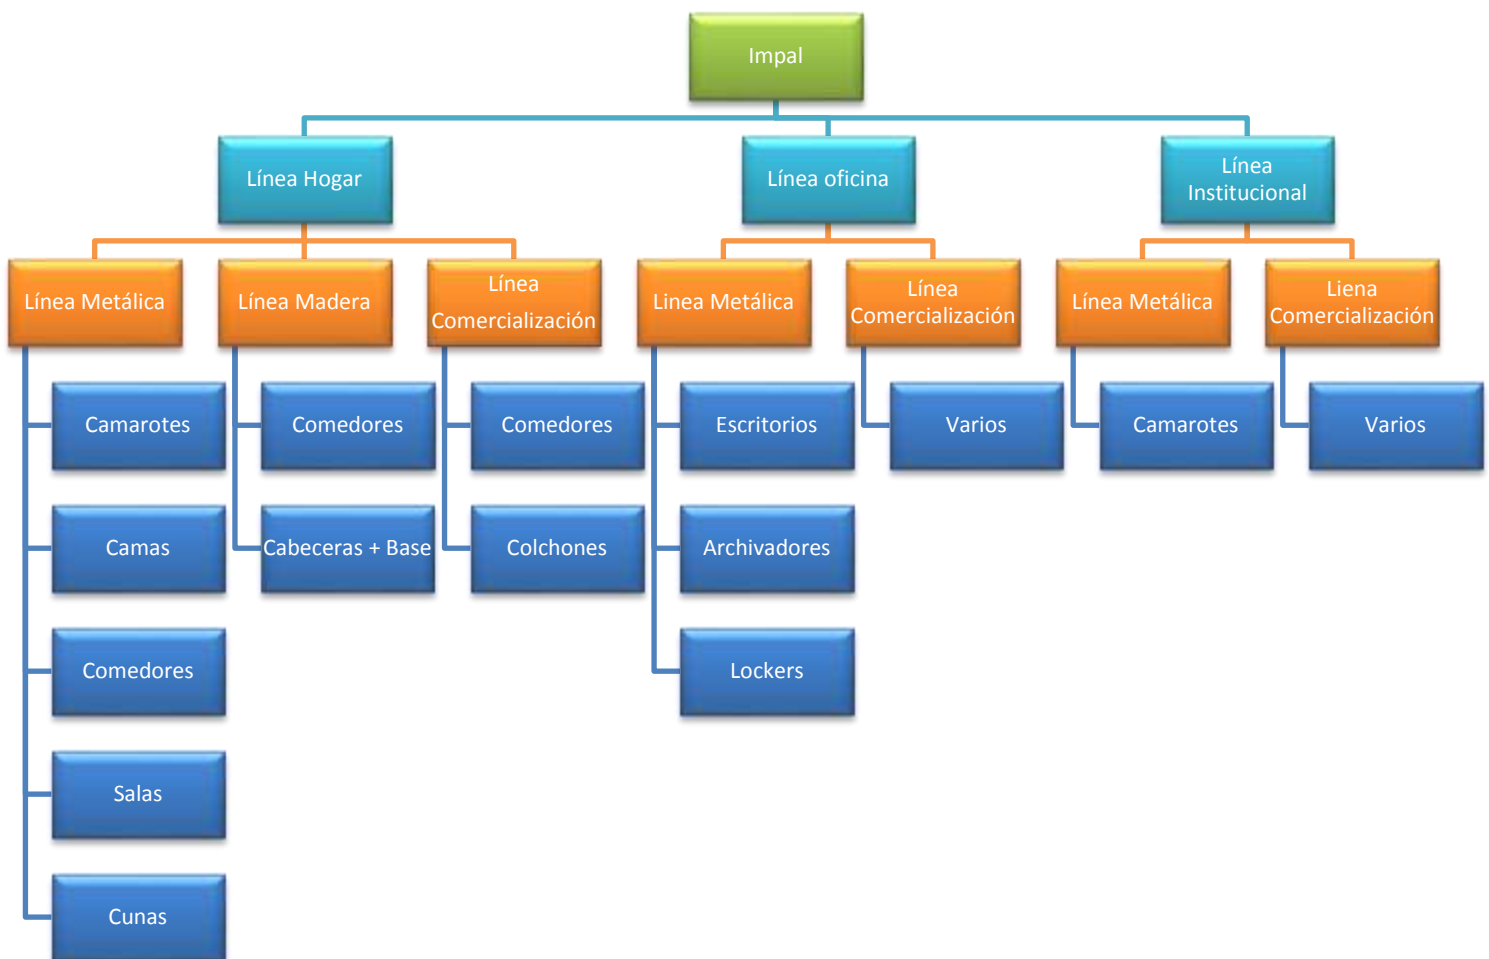 Impal
Línea Hogar
Línea oficina
Línea
Institucional
Línea Metálica
Línea Madera
Línea
Comercialización
Linea Metálica
Línea
Comercialización
Línea Metálica
Liena
Comercialización
Camarotes
Comedores
Comedores
Escritorios
Varios
Camarotes
Varios
Camas
Cabeceras + Base
Colchones
Archivadores
Comedores
Lockers
Salas
Cunas